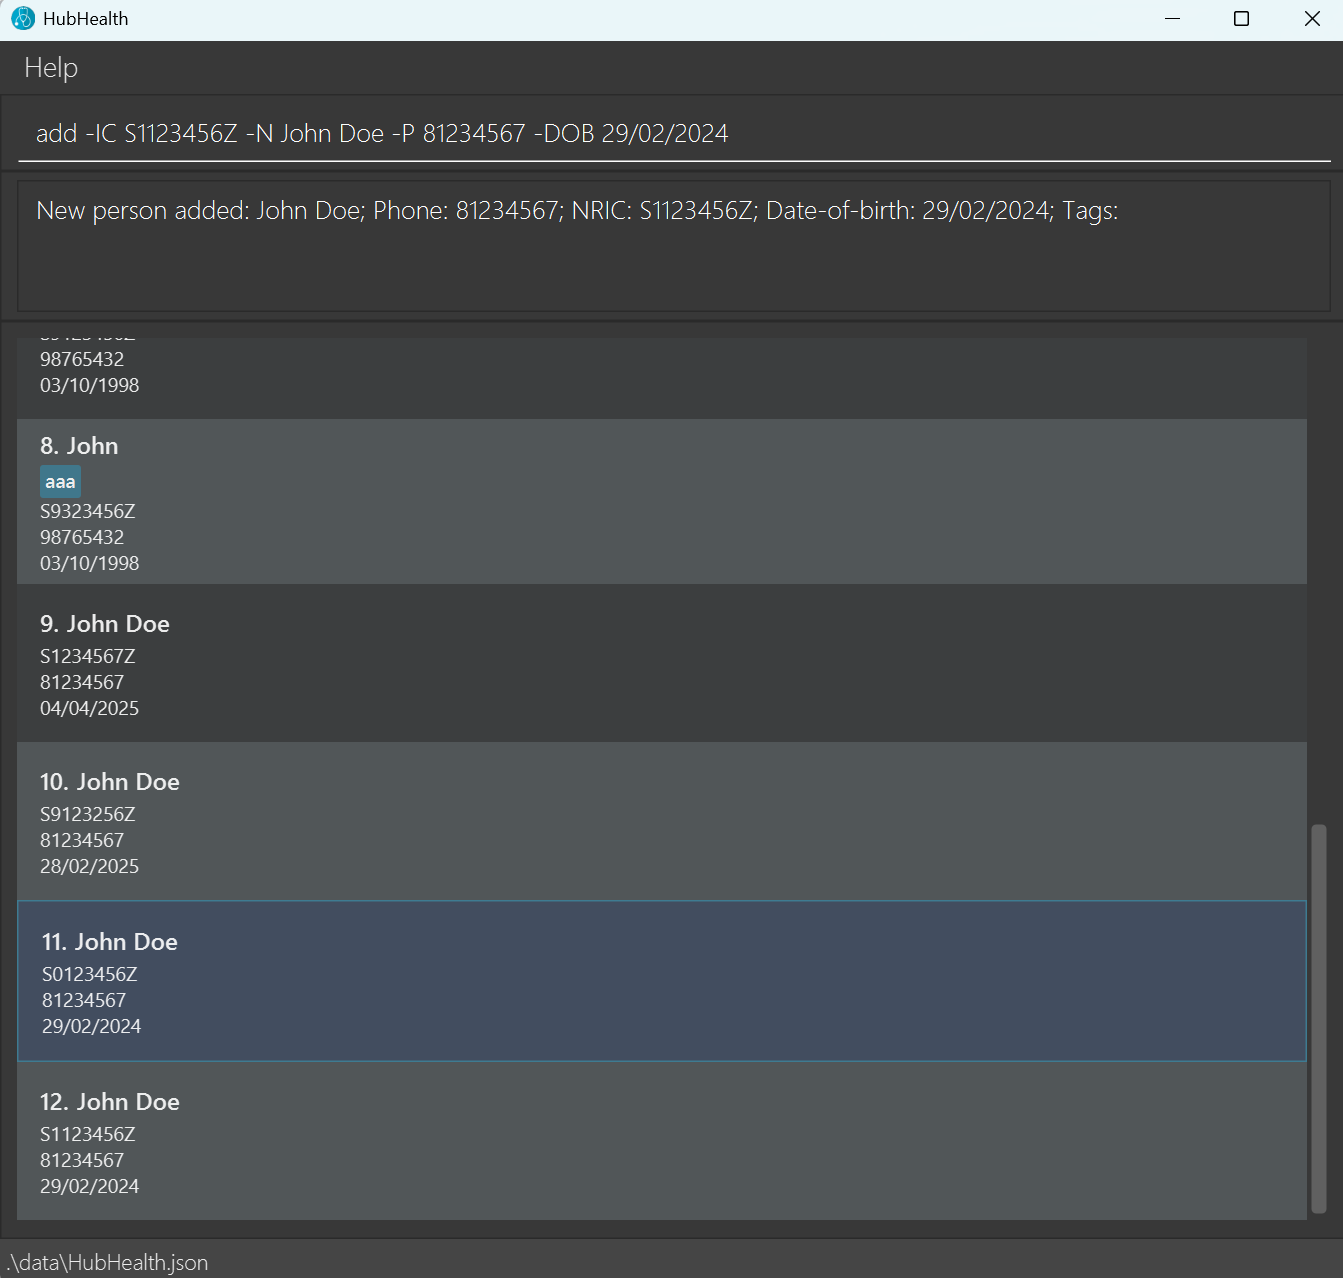 HubHealth
Help
add -IC S1123456Z -N John Doe -P 81234567 -DOB 29/02/2024
New person added: John Doe; Phone: 81234567; NRIC: S1123456Z; Date-of-birth: 29/02/2024; Tags:
98765432
03/10/1998
8. John
aaa
S9323456Z
98765432
03/10/1998
9. John Doe
S1234567Z
81234567
04/04/2025
10. John Doe
S9123256Z
81234567
28/02/2025
11. John Doe
S0123456Z
81234567
29/02/2024
12. John Doe
S1123456Z
81234567
29/02/2024
.\data\HubHealth.json